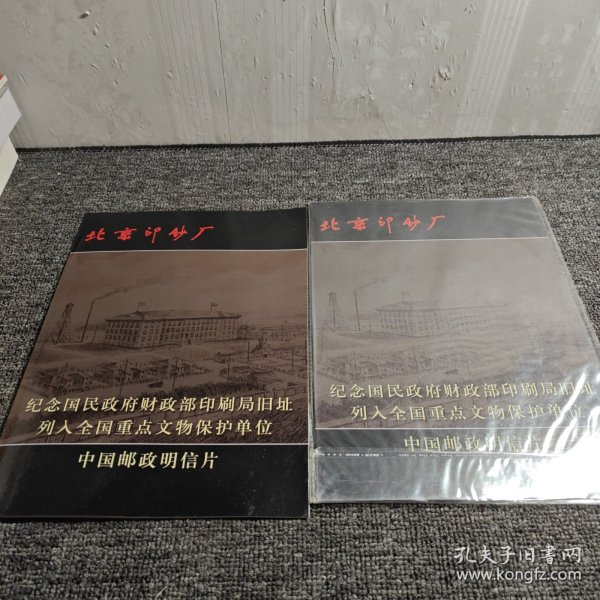 北京印钞厂
纪念国民政府财政部印刷局旧址
列入全国重点文物保护单位
中国邮政明信片
北京印钞厂
纪念国民政府财政部印刷局旧址
列入全国重点文物保护单位
中国邮政明信片
孔夫子旧书网
www.kongfz.com